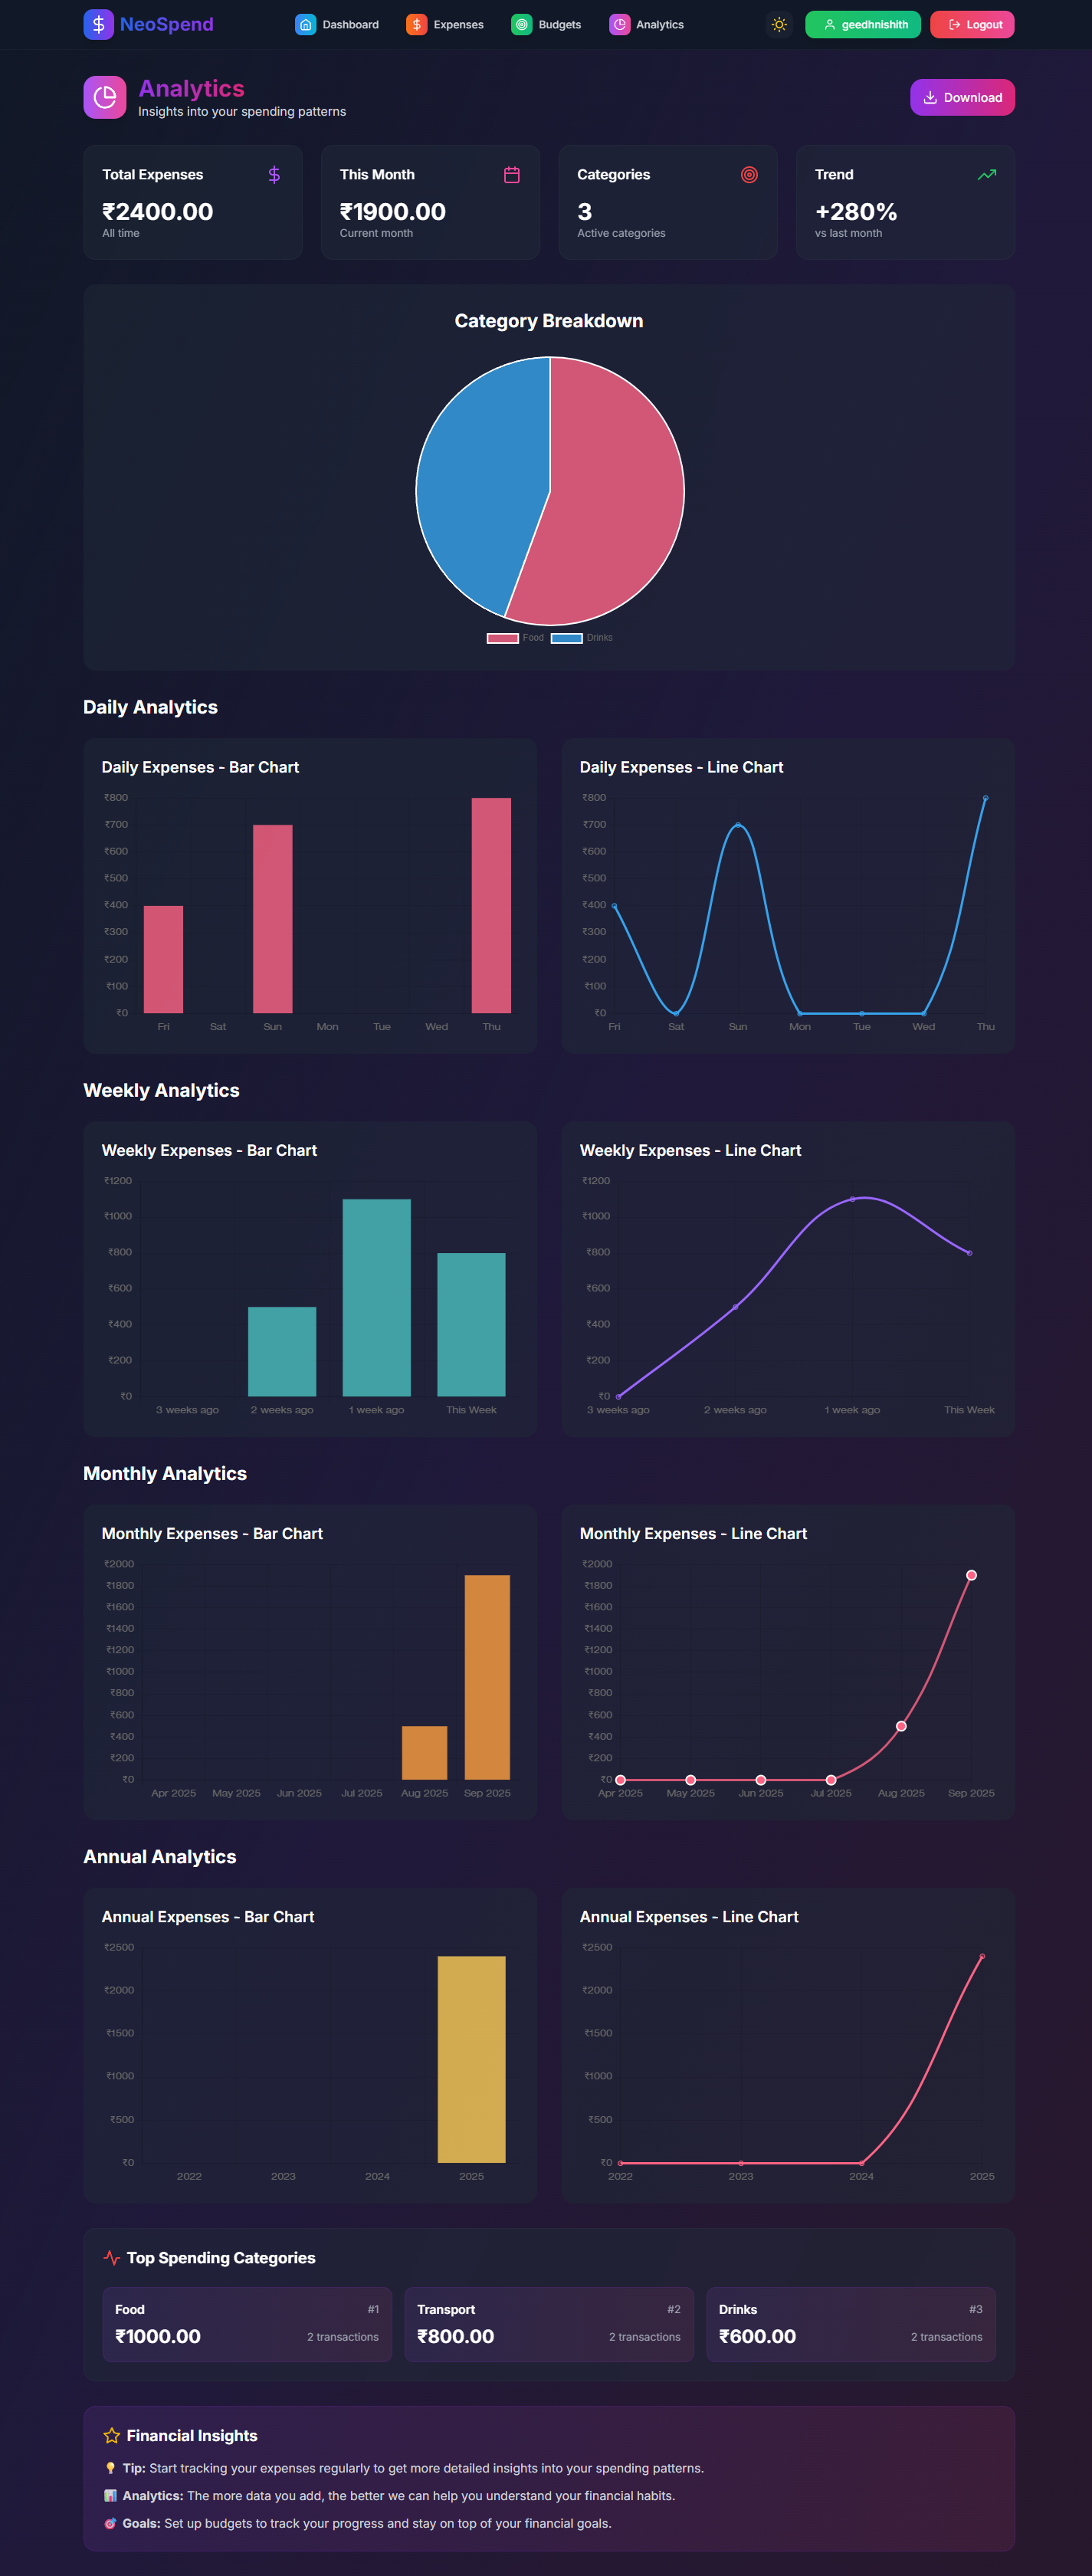 NeoSpend
Dashboard
Expenses
Budgets
Analytics
geedhnishith
Logout
Analytics
Insights into your spending patterns
Download
Total Expenses
₹2400.00
All time
This Month
₹1900.00
Current month
Categories
3
Active categories
Trend
+280%
vs last month
Category Breakdown
Food
Drinks
Daily Analytics
Daily Expenses - Bar Chart
₹800
₹700
₹600
₹500
₹400
₹300
₹200
₹100
₹0
Fri Sat Sun Mon Tue Wed Thu
Daily Expenses - Line Chart
₹800
₹700
₹600
₹500
₹400
₹300
₹200
₹100
₹0
Fri Sat Sun Mon Tue Wed Thu
Weekly Analytics
Weekly Expenses - Bar Chart
₹1200
₹1000
₹800
₹600
₹400
₹200
₹0
3 weeks ago 2 weeks ago 1 week ago This Week
Weekly Expenses - Line Chart
₹1200
₹1000
₹800
₹600
₹400
₹200
₹0
3 weeks ago 2 weeks ago 1 week ago This Week
Monthly Analytics
Monthly Expenses - Bar Chart
₹2000
₹1800
₹1600
₹1400
₹1200
₹1000
₹800
₹600
₹400
₹200
₹0
Apr 2025 May 2025 Jun 2025 Jul 2025 Aug 2025 Sep 2025
Monthly Expenses - Line Chart
₹2000
₹1800
₹1600
₹1400
₹1200
₹1000
₹800
₹600
₹400
₹200
₹0
Apr 2025 May 2025 Jun 2025 Jul 2025 Aug 2025 Sep 2025
Annual Analytics
Annual Expenses - Bar Chart
₹2500
₹2000
₹1500
₹1000
₹500
₹0
2022 2023 2024 2025
Annual Expenses - Line Chart
₹2500
₹2000
₹1500
₹1000
₹500
₹0
2022 2023 2024 2025
Top Spending Categories
Food #1
₹1000.00 2 transactions
Transport #2
₹800.00 2 transactions
Drinks #3
₹600.00 2 transactions
Financial Insights
💡 Tip: Start tracking your expenses regularly to get more detailed insights into your spending patterns.
📊 Analytics: The more data you add, the better we can help you understand your financial habits.
🎯 Goals: Set up budgets to track your progress and stay on top of your financial goals.